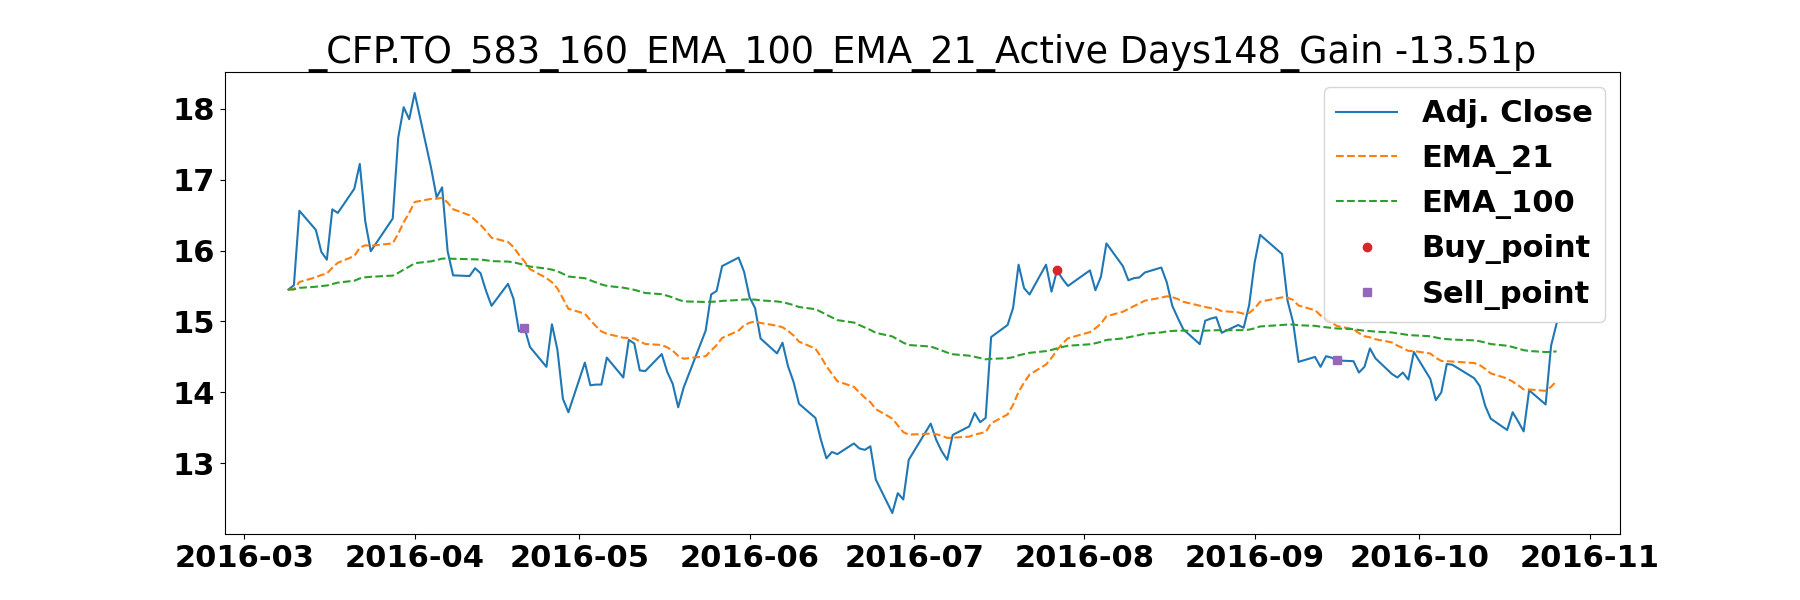 _CFP.TO_583_160_EMA_100_EMA_21_Active Days148_Gain -13.51p
18
17
16
15
14
13
Adj. Close
EMA_21
EMA_100
Buy_point
Sell_point
2016-03 2016-04 2016-05 2016-06 2016-07 2016-08 2016-09 2016-10 2016-11